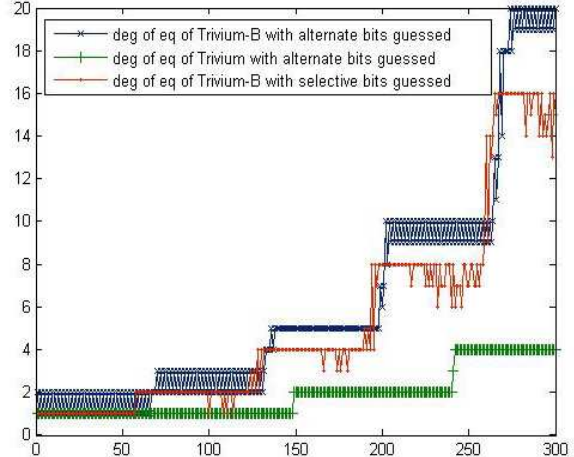 20
18
16
14
12
10
8
6
4
2
0
deg of eq of Trivium-B with alternate bits guessed
deg of eq of Trivium with alternate bits guessed
deg of eq of Trivium-B with selective bits guessed
0 50 100 150 200 250 300